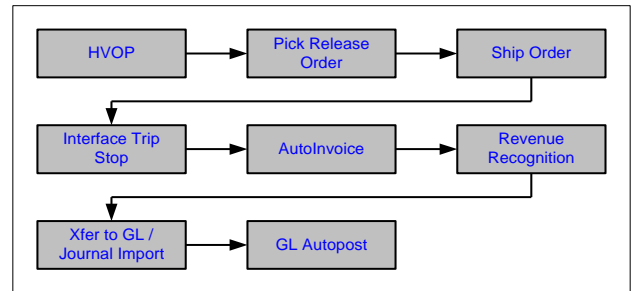 HVOP
Pick Release
Order
Ship Order
Interface Trip
Stop
AutoInvoice
Revenue
Recognition
Xfer to GL /
Journal Import
GL Autopost